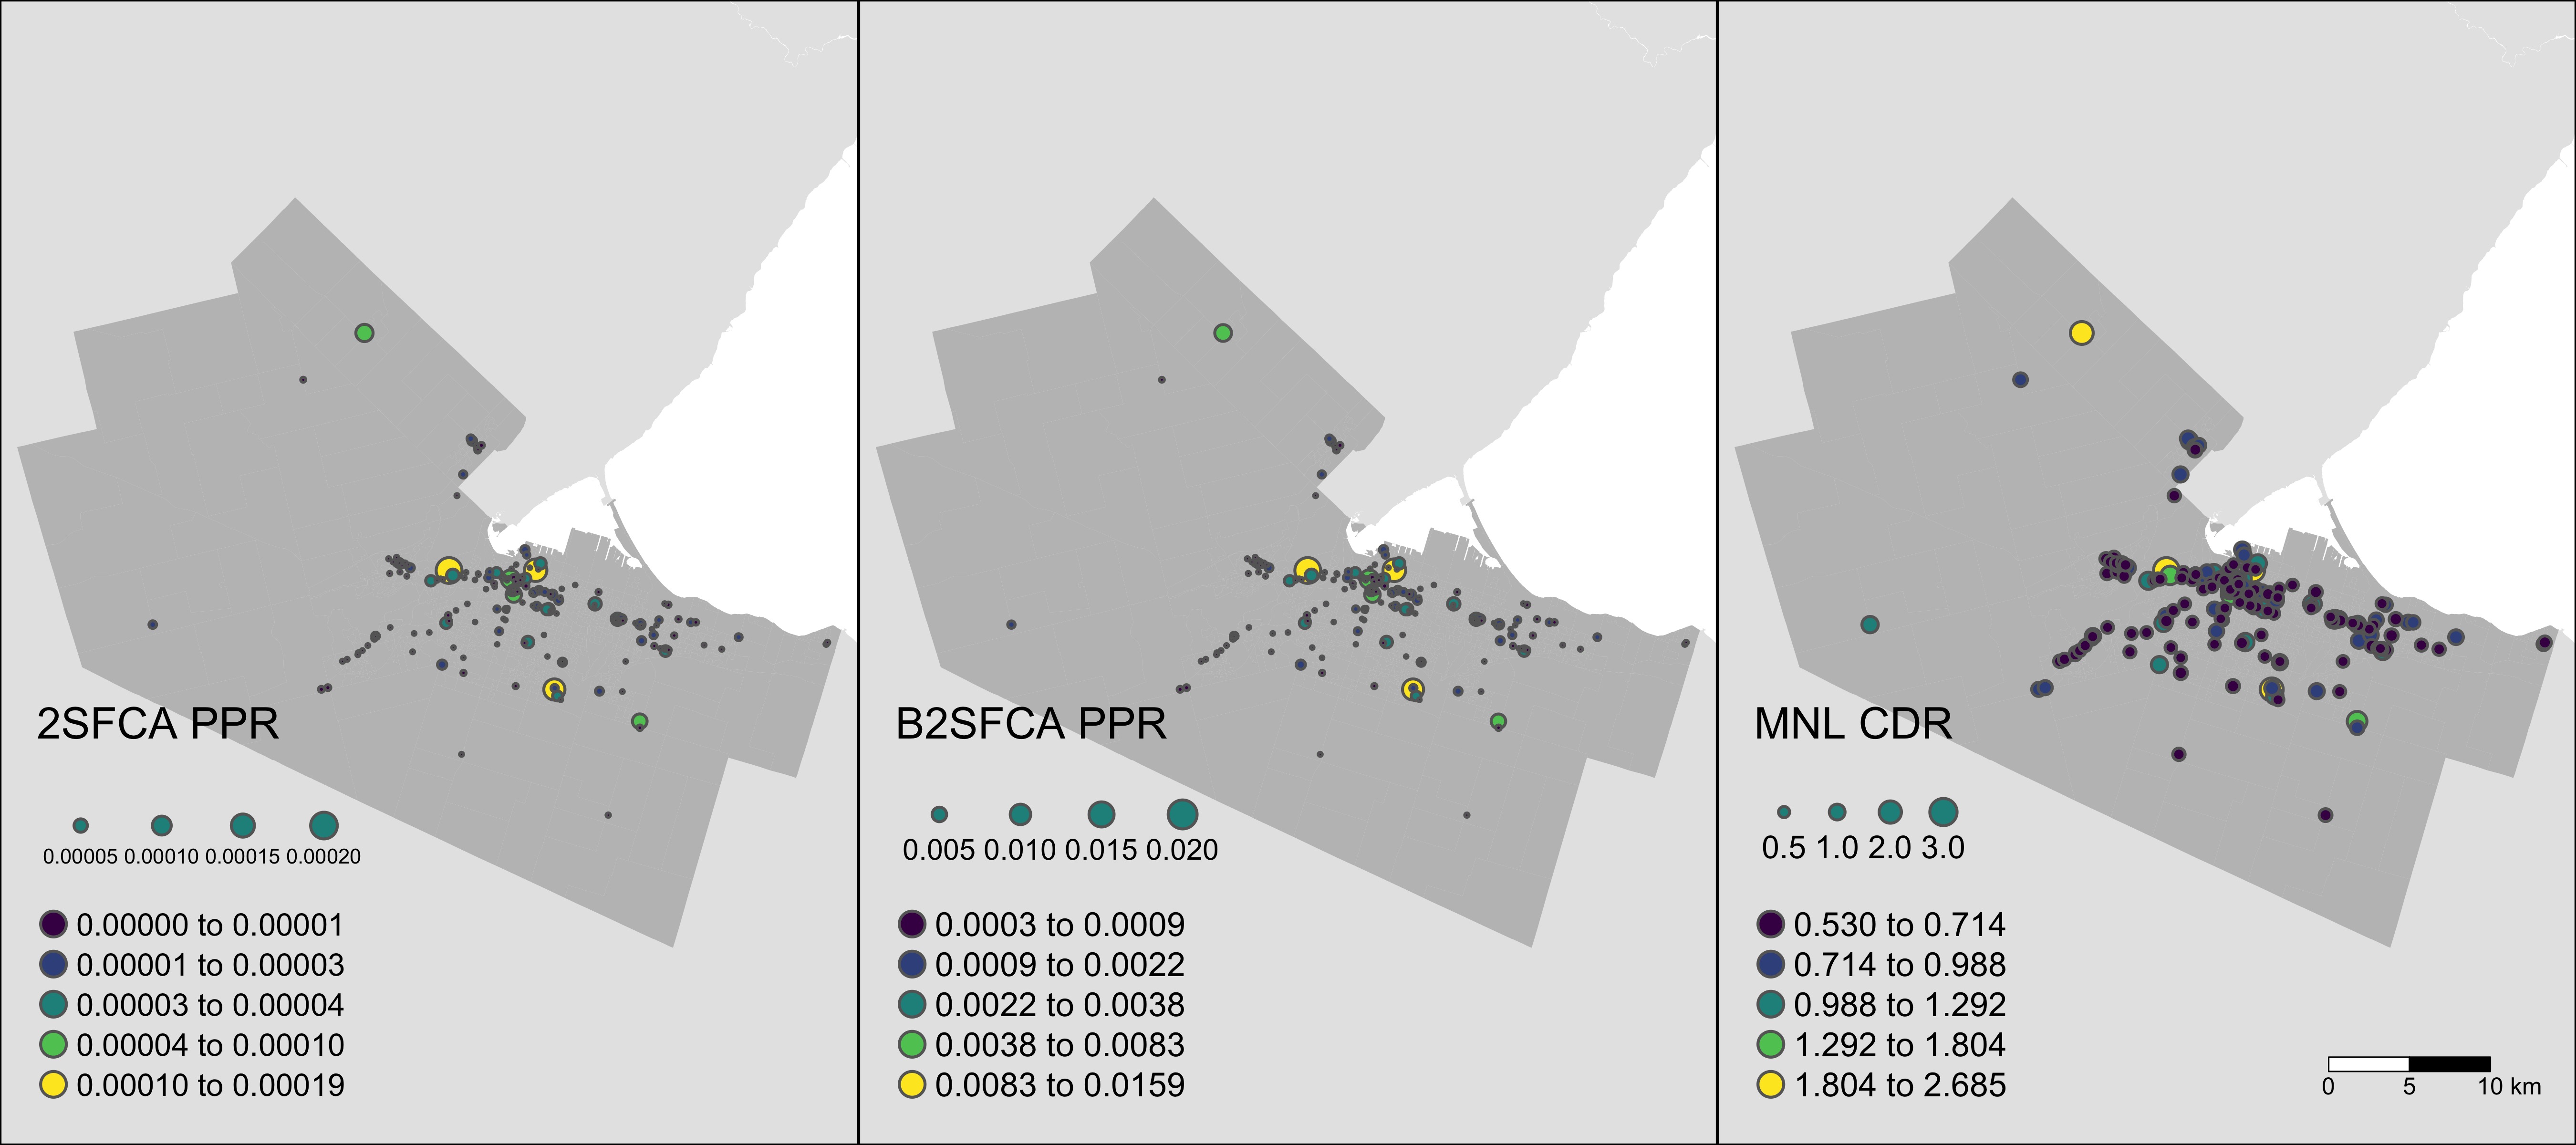 2SFCA PPR
0.00005 0.00010 0.00015 0.00020
0.00000 to 0.00001
0.00001 to 0.00003
0.00003 to 0.00004
0.00004 to 0.00010
0.00010 to 0.00019
B2SFCA PPR
0.005 0.010 0.015 0.020
0.0003 to 0.0009
0.0009 to 0.0022
0.0022 to 0.0038
0.0038 to 0.0083
0.0083 to 0.0159
MNL CDR
0.5 1.0 2.0 3.0
0.530 to 0.714
0.714 to 0.988
0.988 to 1.292
1.292 to 1.804
1.804 to 2.685
0 5 10 km